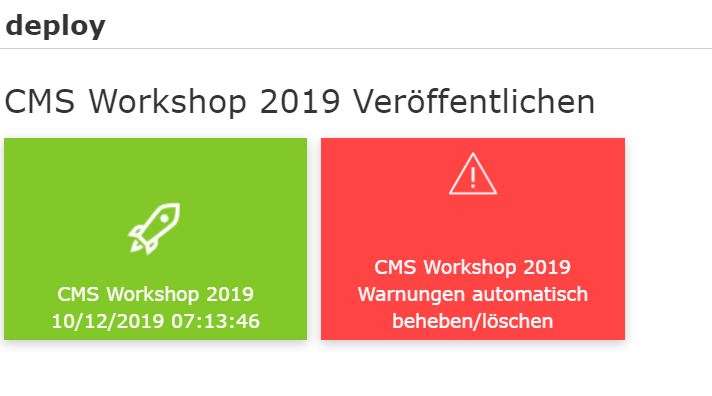 deploy
CMS Workshop 2019 Veröffentlichen
CMS Workshop 2019
10/12/2019 07:13:46
CMS Workshop 2019
Warnungen automatisch
beheben/löschen